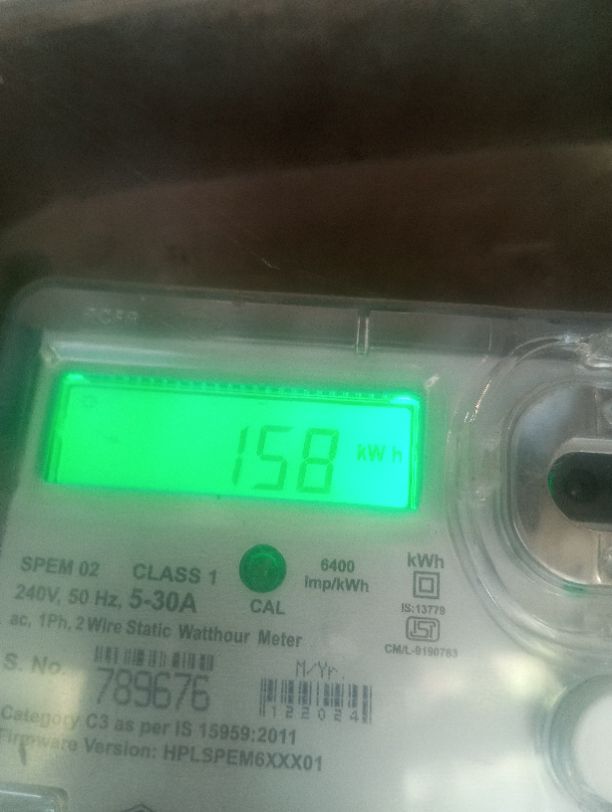 158 kWh
SPEM 02 CLASS 1
6400
imp/kWh
kWh
240V, 50 Hz, 5-30A
CAL
IS:13779
ac, 1Ph, 2 Wire Static Watthour Meter
ISI
CM/L-9190763
S. No.
789676
M/Yr.
122024
Category C3 as per IS 15959:2011
Firmware Version: HPLSPEM6XXX01